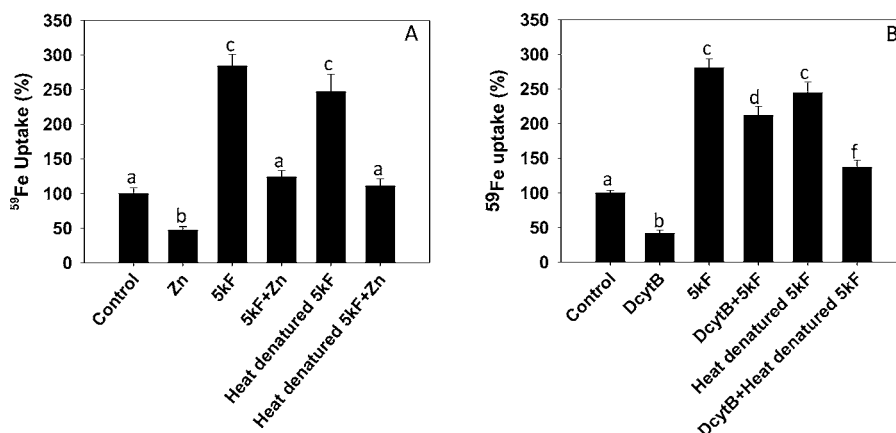 A
⁵⁹Fe Uptake (%)
350
300
250
200
150
100
50
0
a
b
c
a
c
a
Control
Zn
5kF
5kF+Zn
Heat denatured 5kF
Heat denatured 5kF+Zn
B
⁵⁹Fe uptake (%)
350
300
250
200
150
100
50
0
a
b
c
d
c
f
Control
DcytB
5kF
DcytB+5kF
Heat denatured 5kF
DcytB+Heat denatured 5kF